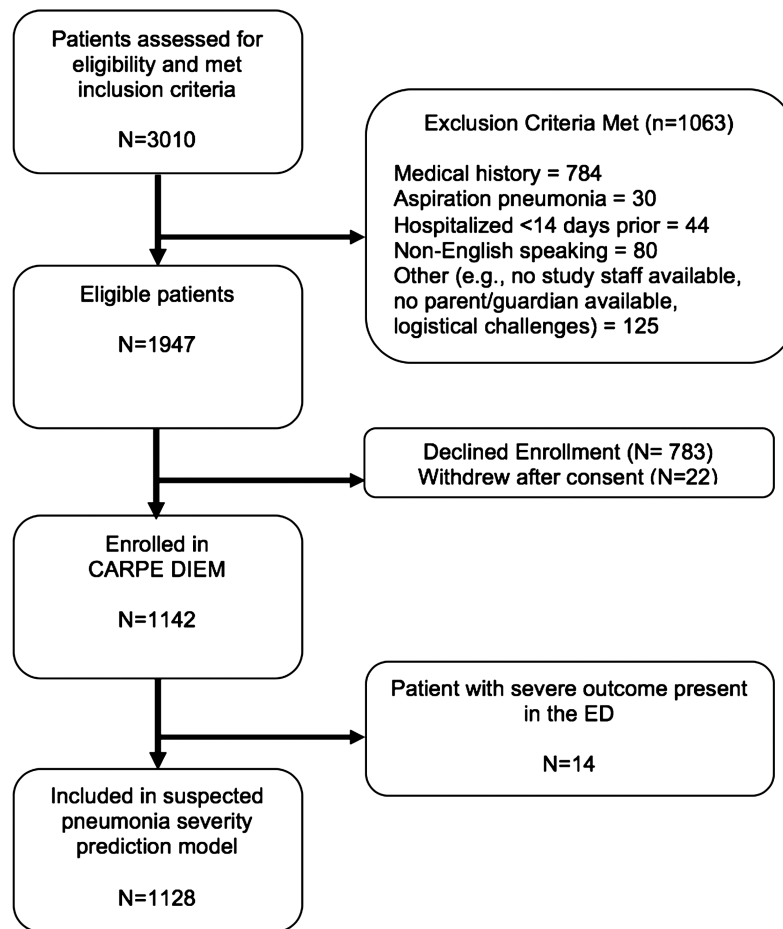 Patients assessed for
eligibility and met
inclusion criteria
N=3010
Exclusion Criteria Met (n=1063)
Medical history = 784
Aspiration pneumonia = 30
Hospitalized <14 days prior = 44
Non-English speaking = 80
Other (e.g., no study staff available,
no parent/guardian available,
logistical challenges) = 125
Eligible patients
N=1947
Declined Enrollment (N= 783)
Withdrew after consent (N=22)
Enrolled in
CARPE DIEM
N=1142
Patient with severe outcome present
in the ED
N=14
Included in suspected
pneumonia severity
prediction model
N=1128